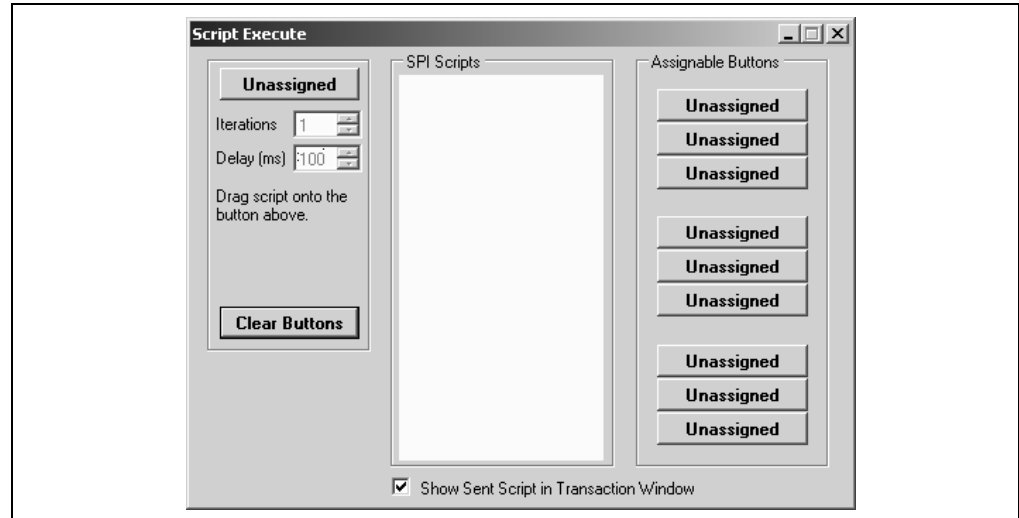 Script Execute
Unassigned
Iterations 1
Delay (ms) 100
Drag script onto the
button above.
Clear Buttons
SPI Scripts
Assignable Buttons
Unassigned
Unassigned
Unassigned
Unassigned
Unassigned
Unassigned
Unassigned
Unassigned
Unassigned
Show Sent Script in Transaction Window